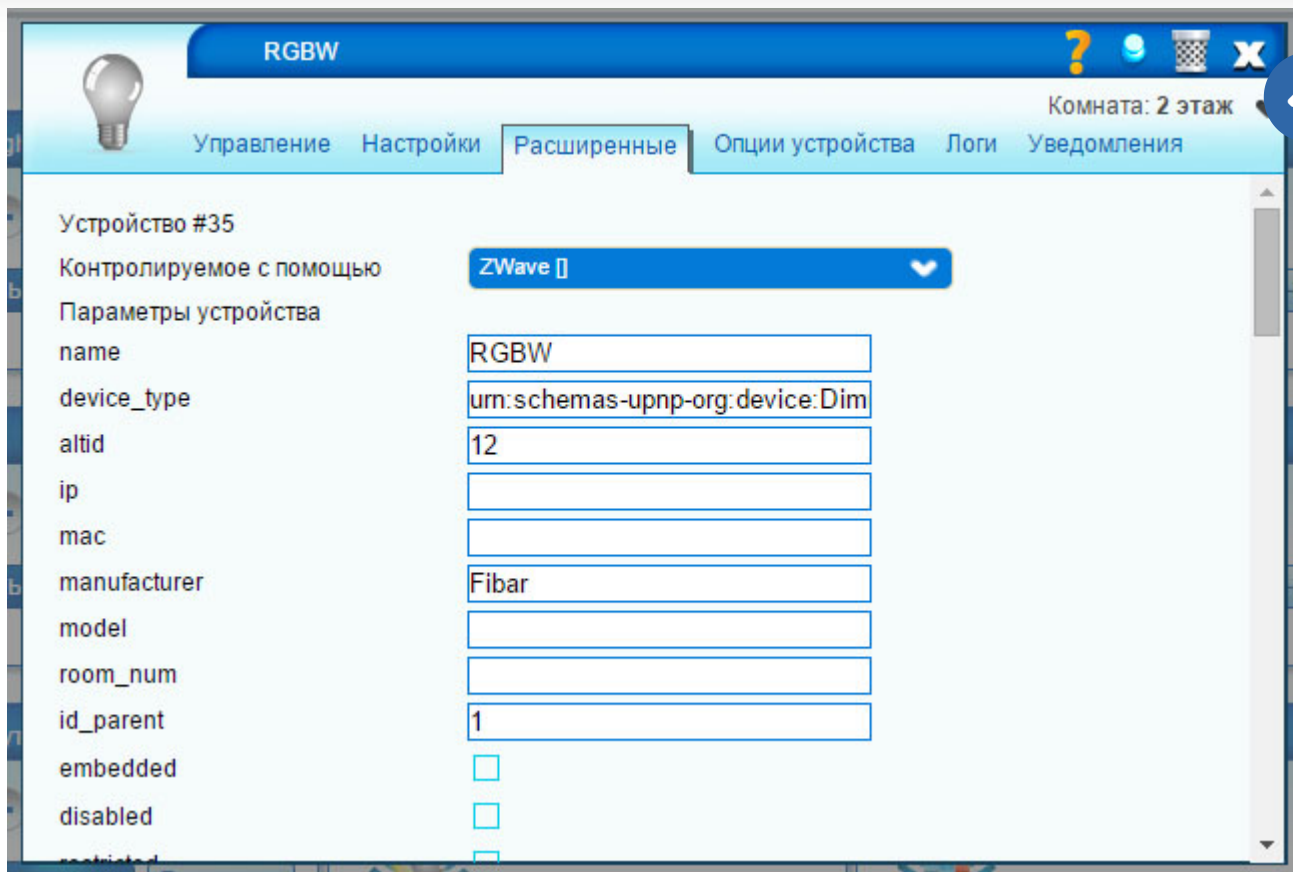 RGBW
Комната: 2 этаж
Управление Настройки Расширенные Опции устройства Логи Уведомления
Устройство #35
Контролируемое с помощью ZWave []
Параметры устройства
name RGBW
device_type urn:schemas-upnp-org:device:Dim
altid 12
ip
mac
manufacturer Fibar
model
room_num
id_parent 1
embedded
disabled